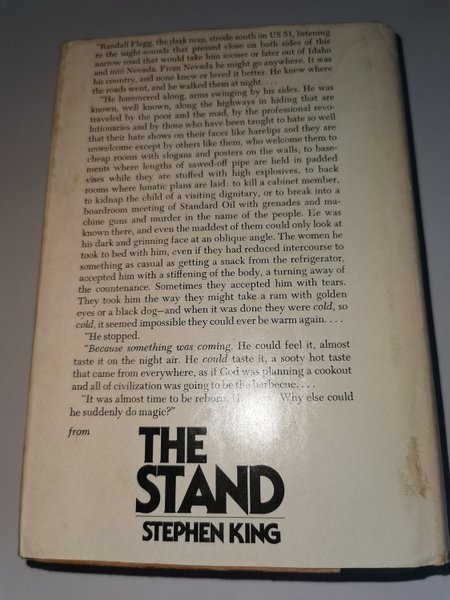 "Randall Flagg, the dark man, strode south on US 51, listening
to the night-sounds that pressed close on both sides of this
narrow road that would take him sooner or later out of Idaho
and into Nevada. From Nevada he might go anywhere. It was
his country, and none knew or loved it better. He knew where
the roads went, and he walked them at night. . . .
"He hammered along, arms swinging by his sides. He was
known, well known, along the highways in hiding that are
traveled by the poor and the mad, by the professional revo-
lutionaries and by those who have been taught to hate so well
that their hate shows on their faces like harelips and they are
unwelcome except by others like them, who welcome them to
cheap rooms with slogans and posters on the walls, to base-
ments where lengths of sawed-off pipe are held in padded
vises while they are stuffed with high explosives, to back
rooms where lunatic plans are laid: to kill a cabinet member,
to kidnap the child of a visiting dignitary, or to break into a
boardroom meeting of Standard Oil with grenades and ma-
chine guns and murder in the name of the people. He was
known there, and even the maddest of them could only look at
his dark and grinning face at an oblique angle. The women he
took to bed with him, even if they had reduced intercourse to
something as casual as getting a snack from the refrigerator,
accepted him with a stiffening of the body, a turning away of
the countenance. Sometimes they accepted him with tears.
They took him the way they might take a ram with golden
eyes or a black dog—and when it was done they were cold, so
cold, it seemed impossible they could ever be warm again. . . .
"He stopped.
"Because something was coming. He could feel it, almost
taste it on the night air. He could taste it, a sooty hot taste
that came from everywhere, as if God was planning a cookout
and all of civilization was going to be the barbecue. . . .
"It was almost time to be reborn. Why else could
he suddenly do magic?"
from
THE
STAND
STEPHEN KING